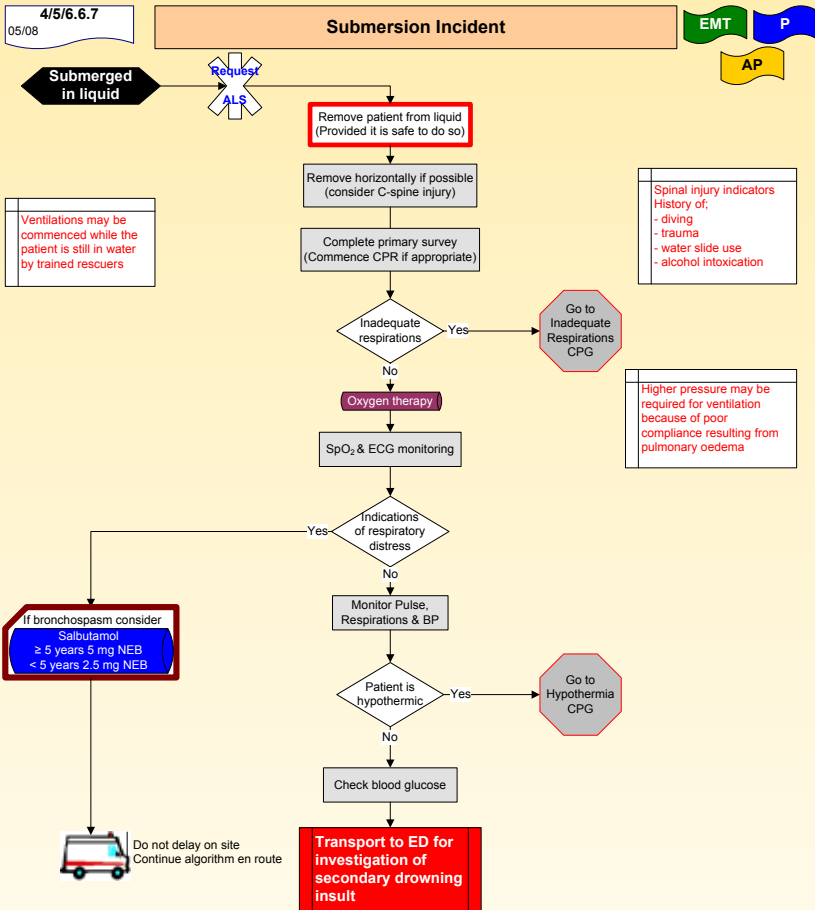 4/5/6.6.7
05/08
Submersion Incident
EMT
P
AP
Submerged
in liquid
Request
ALS
Remove patient from liquid
(Provided it is safe to do so)
Remove horizontally if possible
(consider C-spine injury)
Ventilations may be
commenced while the
patient is still in water
by trained rescuers
Spinal injury indicators
History of;
- diving
- trauma
- water slide use
- alcohol intoxication
Complete primary survey
(Commence CPR if appropriate)
Inadequate
respirations
Yes
Go to
Inadequate
Respirations
CPG
No
Oxygen therapy
Higher pressure may be
required for ventilation
because of poor
compliance resulting from
pulmonary oedema
SpO₂ & ECG monitoring
Indications
of respiratory
distress
Yes
No
If bronchospasm consider
Salbutamol
≥ 5 years 5 mg NEB
< 5 years 2.5 mg NEB
Monitor Pulse,
Respirations & BP
Patient is
hypothermic
Yes
Go to
Hypothermia
CPG
No
Check blood glucose
Do not delay on site
Continue algorithm en route
Transport to ED for
investigation of
secondary drowning
insult